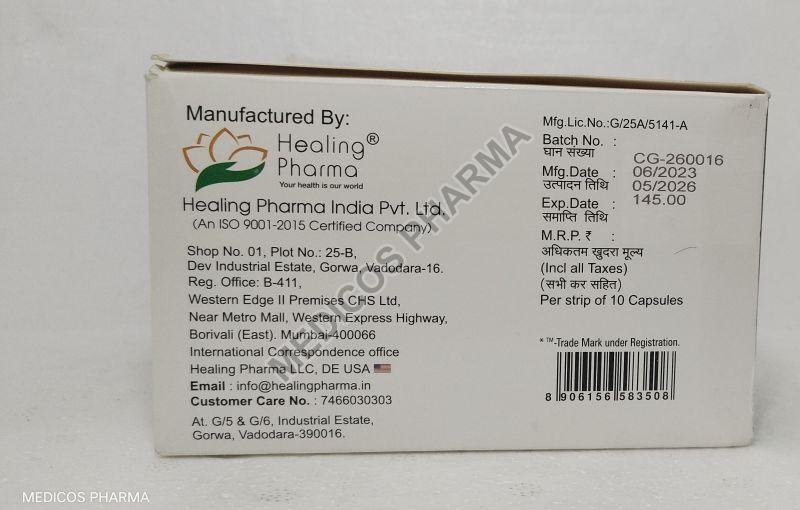 Manufactured By:
Healing®
Pharma
Your health is our world
Healing Pharma India Pvt. Ltd.
(An ISO 9001-2015 Certified Company)
Shop No. 01, Plot No.: 25-B,
Dev Industrial Estate, Gorwa, Vadodara-16.
Reg. Office: B-411,
Western Edge II Premises CHS Ltd,
Near Metro Mall, Western Express Highway,
Borivali (East). Mumbai-400066
International Correspondence office
Healing Pharma LLC, DE USA
Email : info@healingpharma.in
Customer Care No. : 7466030303
At. G/5 & G/6, Industrial Estate,
Gorwa, Vadodara-390016.
Mfg.Lic.No.:G/25A/5141-A
Batch No. :
घान संख्या
CG-260016
Mfg.Date : 06/2023
उत्पादन तिथि 05/2026
Exp.Date : 145.00
समाप्ति तिथि
M.R.P. ₹ :
अधिकतम खुदरा मूल्य
(Incl all Taxes)
(सभी कर सहित)
Per strip of 10 Capsules
* ™-Trade Mark under Registration.
8 906156 583508
MEDICOS PHARMA
MEDICOS PHARMA